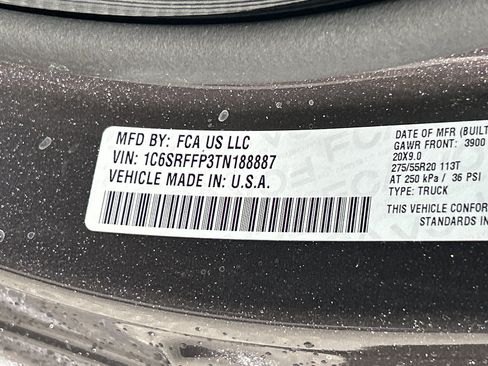 MFD BY: FCA US LLC
VIN: 1C6SRFFP3TN188887
VEHICLE MADE IN: U.S.A.
DATE OF MFR (BUILT
GAWR FRONT: 3900
20X9.0
275/55R20 113T
AT 250 kPa / 36 PSI
TYPE: TRUCK
THIS VEHICLE CONFOR
STANDARDS IN